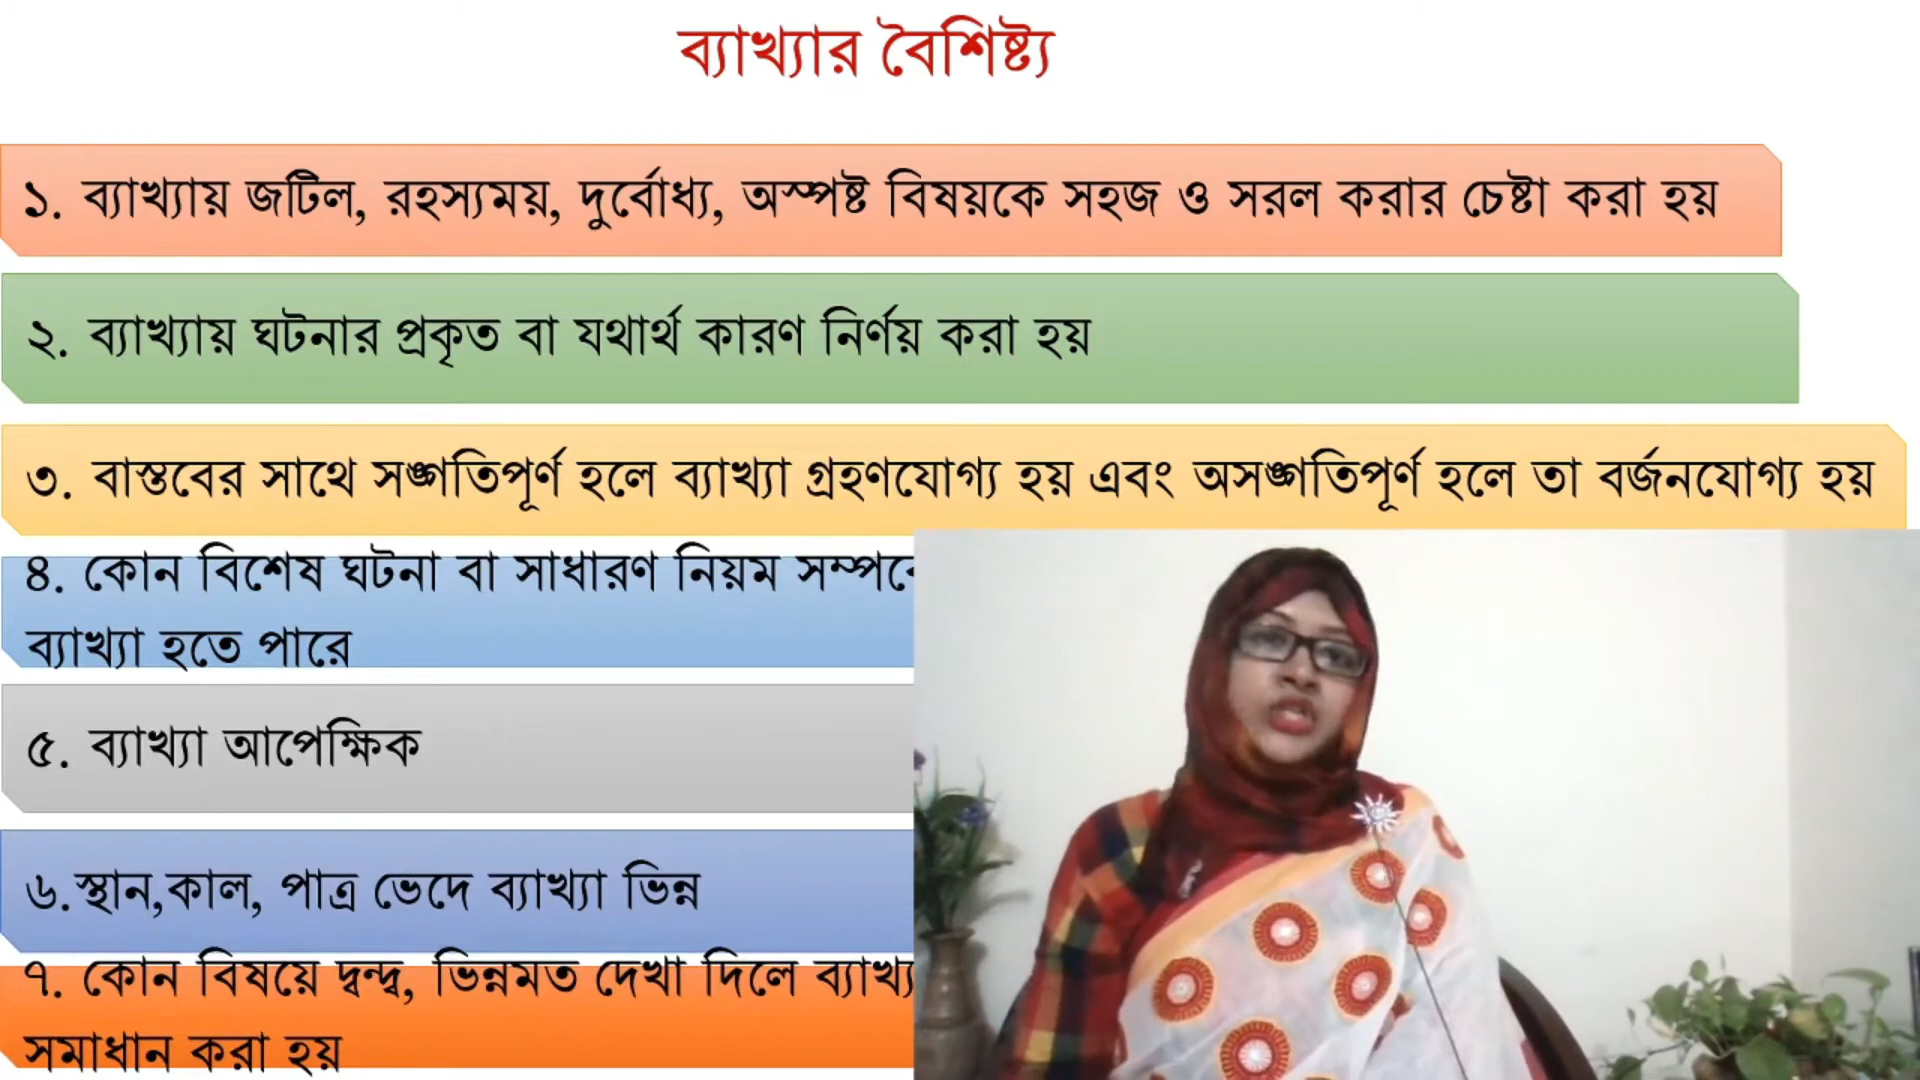 ব্যাখ্যার বৈশিষ্ট্য
১. ব্যাখ্যায় জটিল, রহস্যময়, দুর্বোধ্য, অস্পষ্ট বিষয়কে সহজ ও সরল করার চেষ্টা করা হয়
২. ব্যাখ্যায় ঘটনার প্রকৃত বা যথার্থ কারণ নির্ণয় করা হয়
৩. বাস্তবের সাথে সঙ্গতিপূর্ণ হলে ব্যাখ্যা গ্রহণযোগ্য হয় এবং অসঙ্গতিপূর্ণ হলে তা বর্জনযোগ্য হয়
৪. কোন বিশেষ ঘটনা বা সাধারণ নিয়ম
ব্যাখ্যা হতে পারে
৫. ব্যাখ্যা আপেক্ষিক
৬.স্থান,কাল, পাত্র ভেদে ব্যাখ্যা ভিন্ন
৭. কোন বিষয়ে দ্বন্দ্ব, ভিন্নমত দেখা দিলে
সমাধান করা হয়